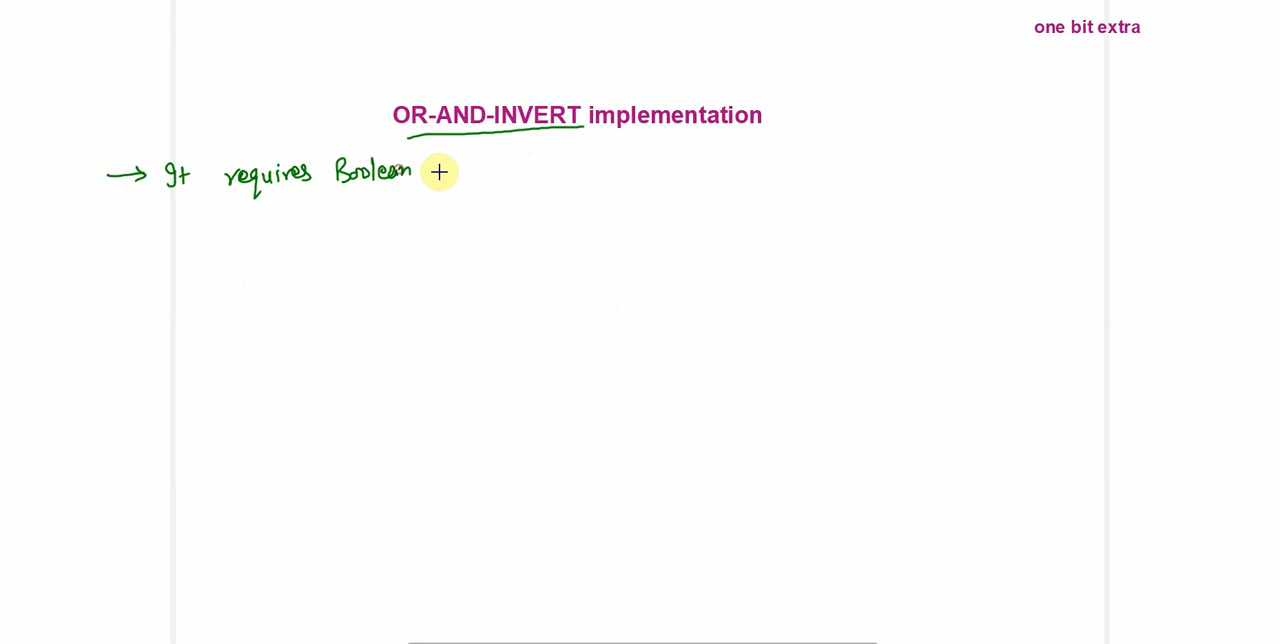 one bit extra
OR-AND-INVERT implementation
→ It requires Boolean